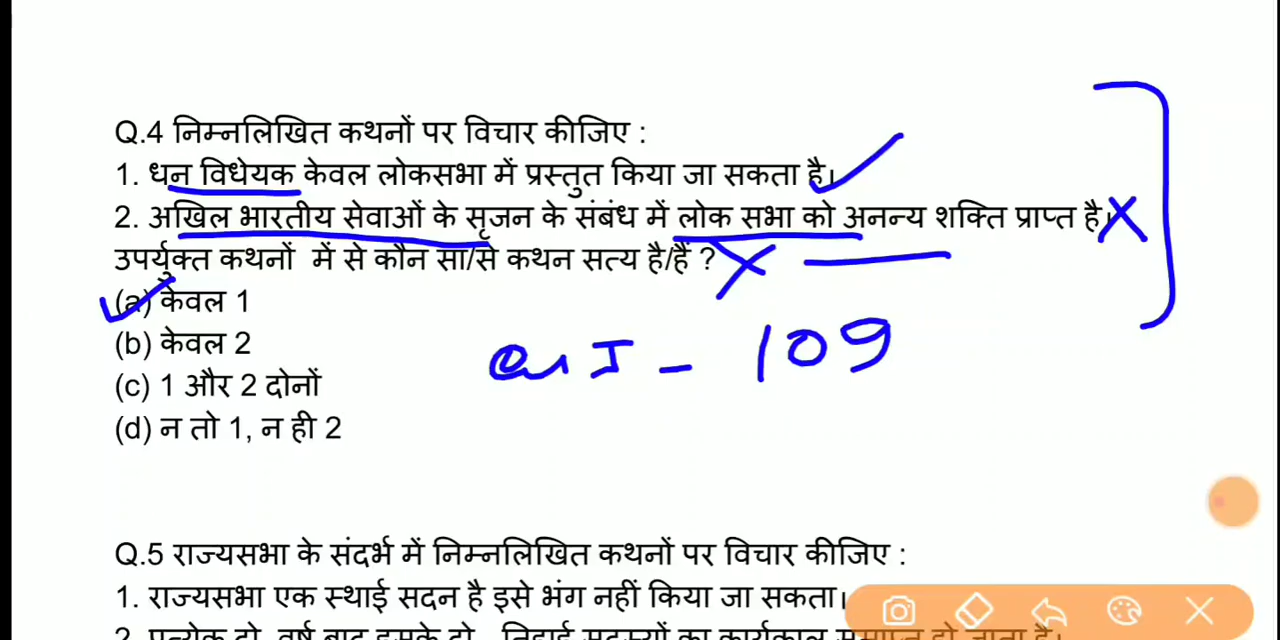 Q.4 निम्नलिखित कथनों पर विचार कीजिए :
1. धन विधेयक केवल लोकसभा में प्रस्तुत किया जा सकता है।
2. अखिल भारतीय सेवाओं के सृजन के संबंध में लोक सभा को अनन्य शक्ति प्राप्त है।
उपर्युक्त कथनों में से कौन सा/से कथन सत्य है/हैं ?
(a) केवल 1
(b) केवल 2
(c) 1 और 2 दोनों
(d) न तो 1, न ही 2
109
Q.5 राज्यसभा के संदर्भ में निम्नलिखित कथनों पर विचार कीजिए :
1. राज्यसभा एक स्थाई सदन है इसे भंग नहीं किया जा सकता।